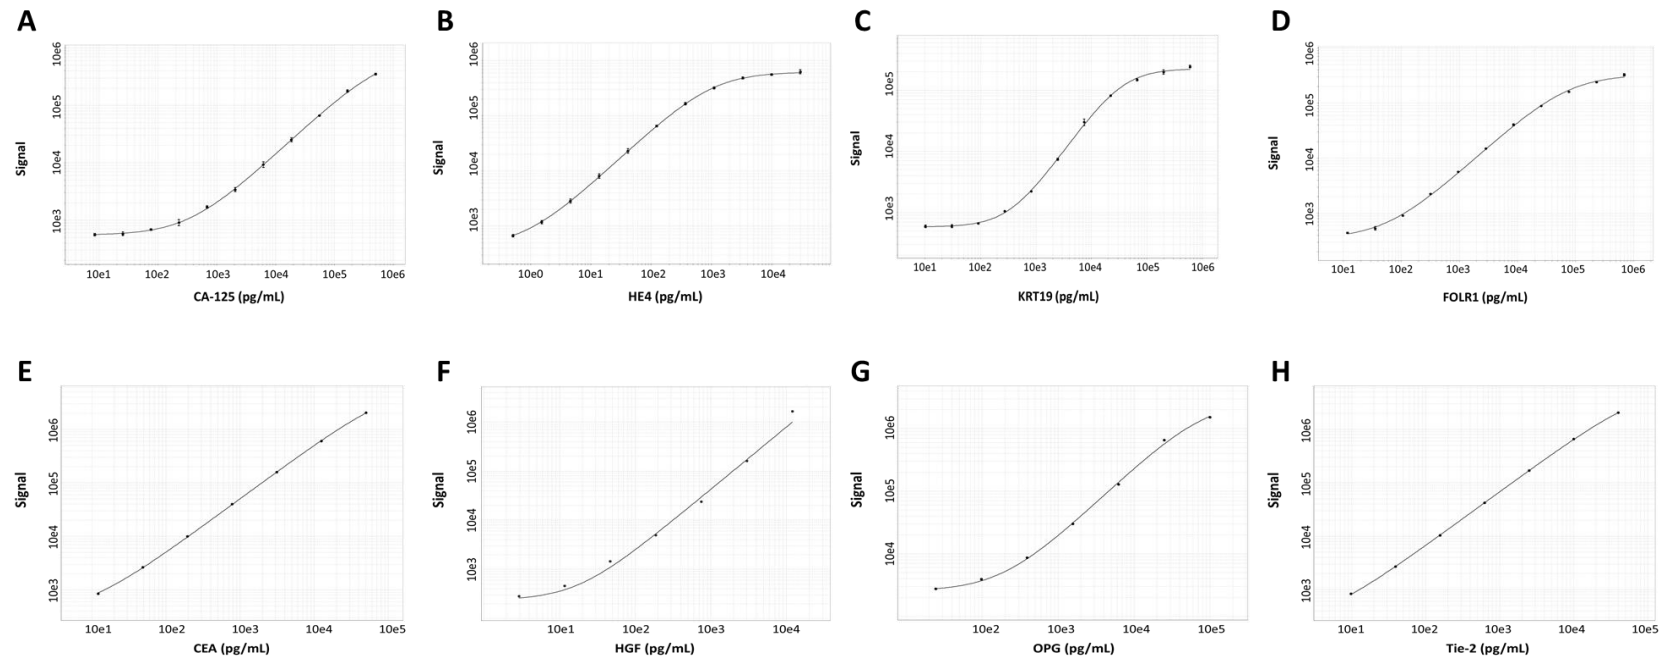 A
10e6
10e5
10e4
10e3
Signal
10e1 10e2 10e3 10e4 10e5 10e6
CA-125 (pg/mL)
B
10e6
10e5
10e4
10e3
Signal
10e0 10e1 10e2 10e3 10e4
HE4 (pg/mL)
C
10e5
10e4
10e3
Signal
10e1 10e2 10e3 10e4 10e5 10e6
KRT19 (pg/mL)
D
10e6
10e5
10e4
10e3
Signal
10e1 10e2 10e3 10e4 10e5 10e6
FOLR1 (pg/mL)
E
10e6
10e5
10e4
10e3
Signal
10e1 10e2 10e3 10e4 10e5
CEA (pg/mL)
F
10e6
10e5
10e4
10e3
Signal
10e1 10e2 10e3 10e4
HGF (pg/mL)
G
10e6
10e5
10e4
Signal
10e2 10e3 10e4 10e5
OPG (pg/mL)
H
10e6
10e5
10e4
10e3
Signal
10e1 10e2 10e3 10e4 10e5
Tie-2 (pg/mL)